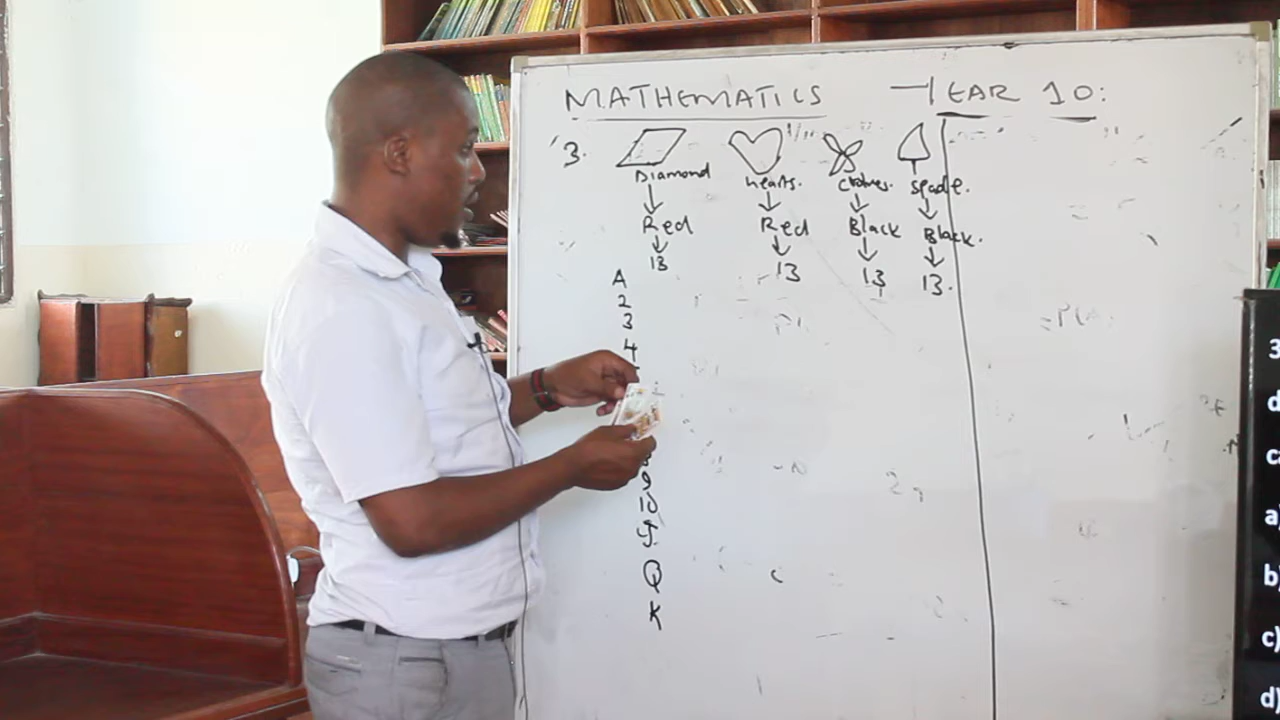 MATHEMATICS YEAR 10:
3.
Diamond hearts. spade.
Red Red Black Black.
13 13 13 13.
A
2
3
4
9
10
J
Q
K
3
d
a)
b)
c)
d)